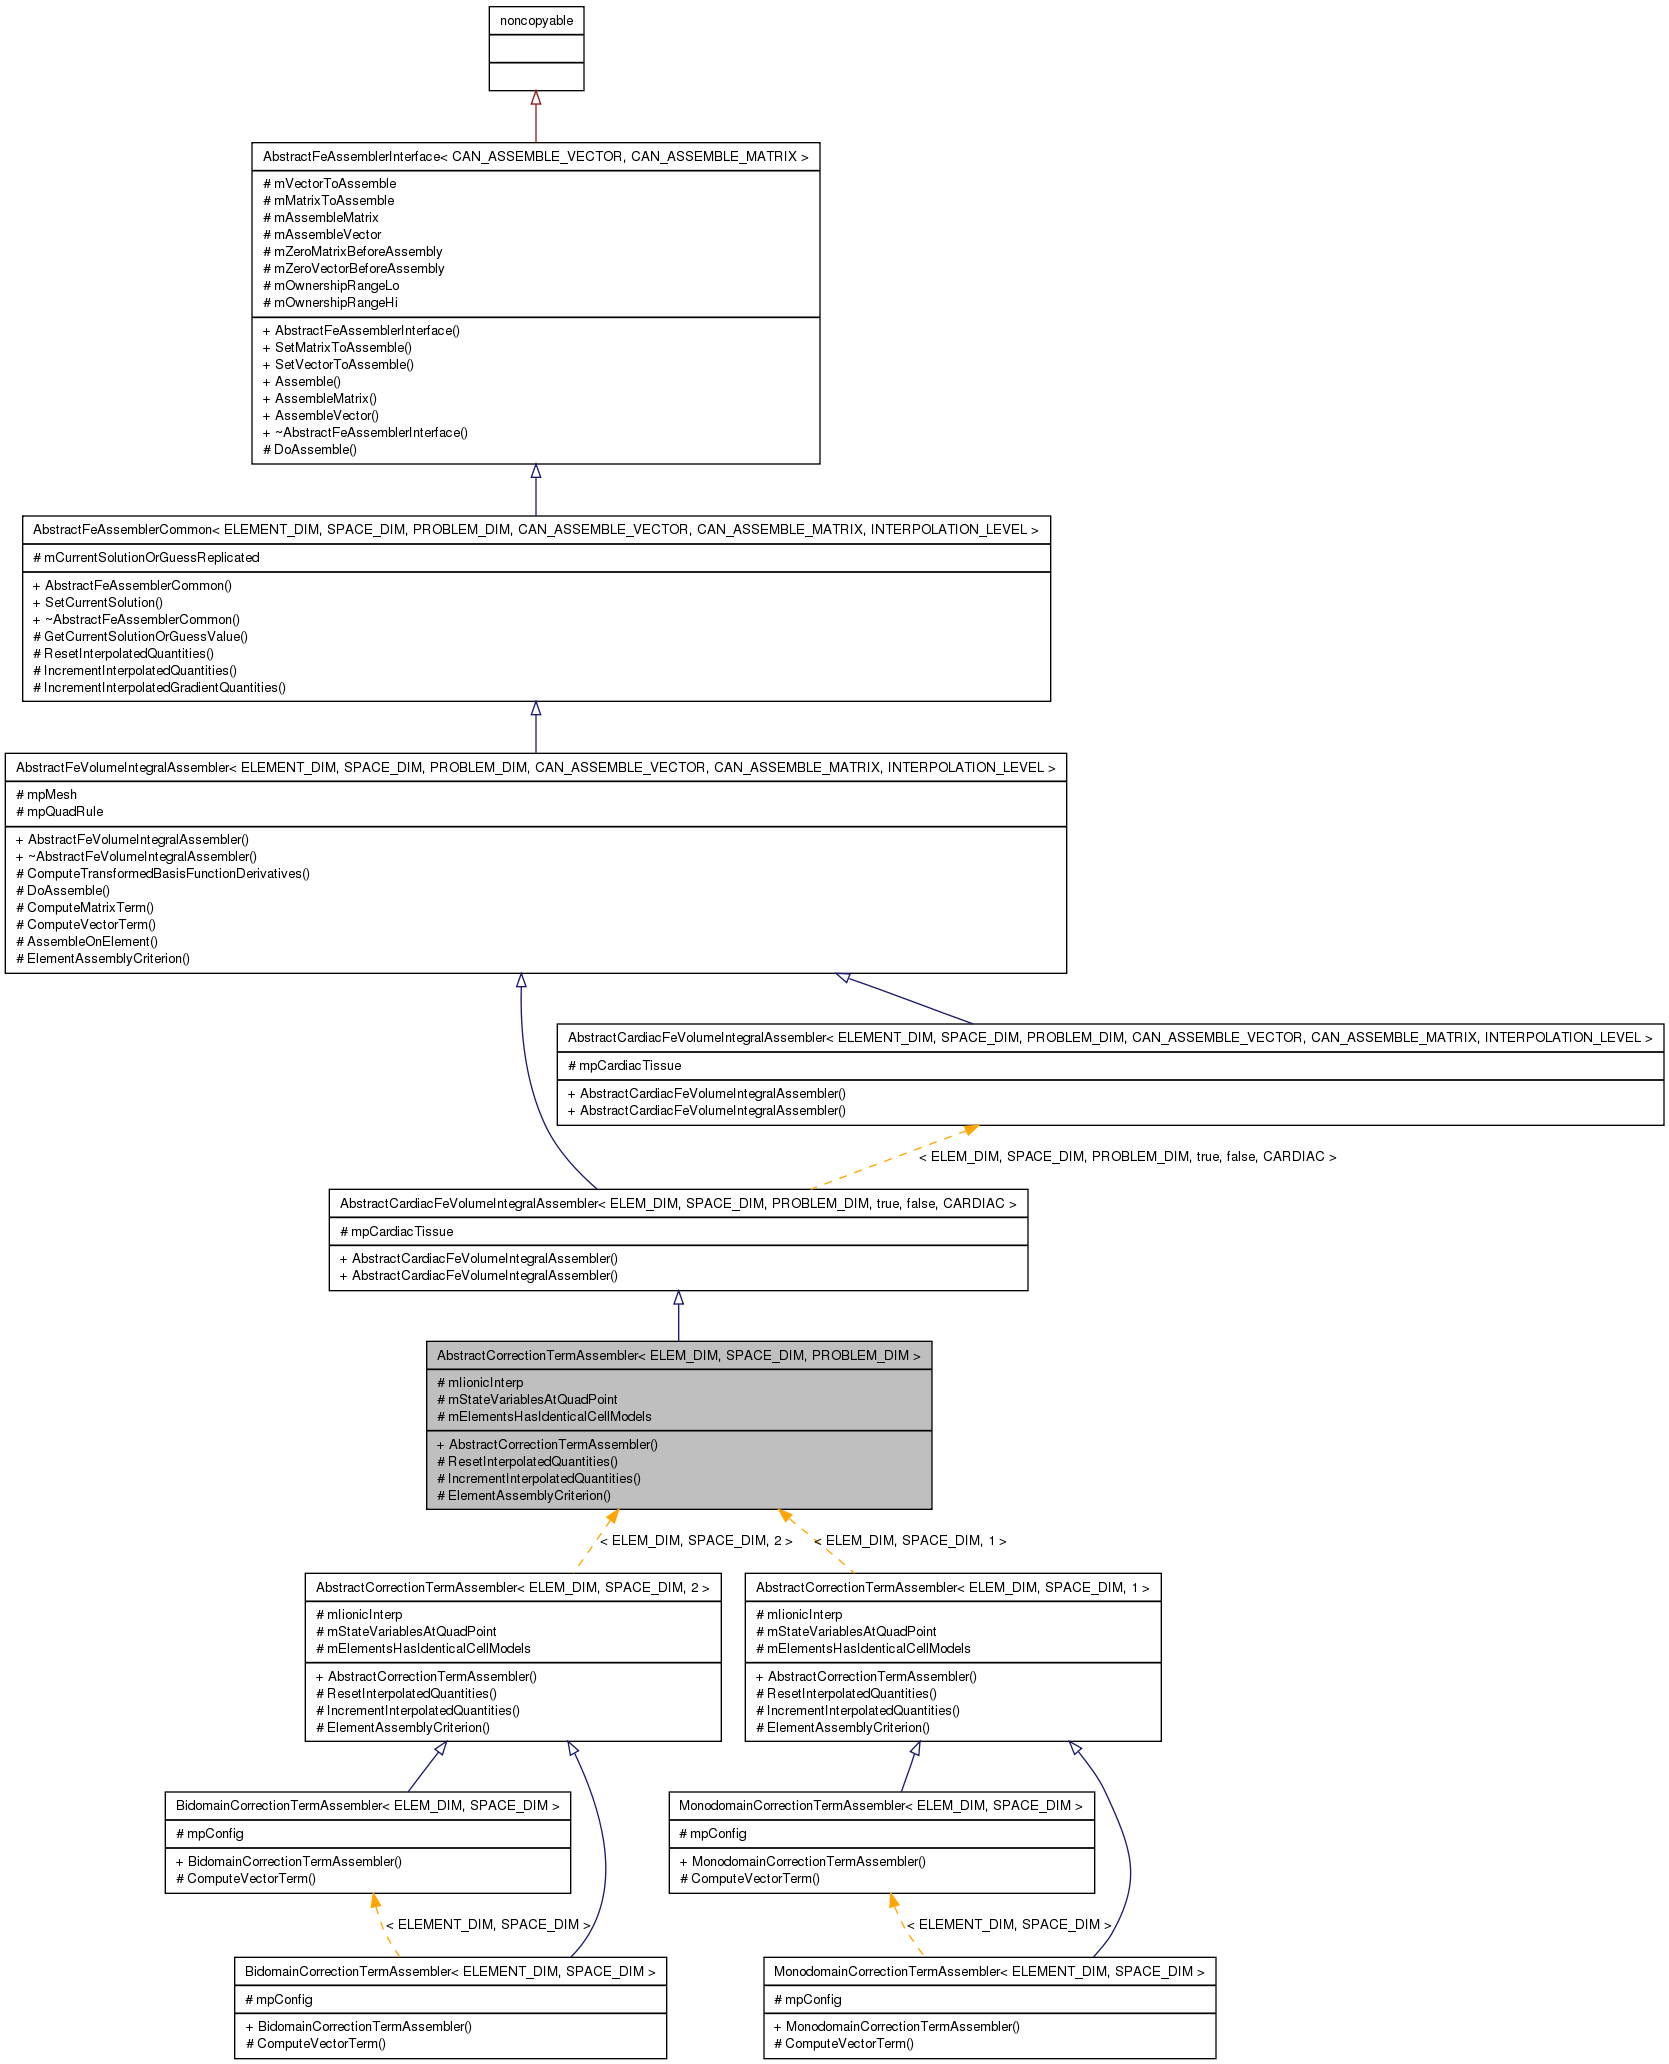 noncopyable
AbstractFeAssemblerInterface< CAN_ASSEMBLE_VECTOR, CAN_ASSEMBLE_MATRIX >
# mVectorToAssemble
# mMatrixToAssemble
# mAssembleMatrix
# mAssembleVector
# mZeroMatrixBeforeAssembly
# mZeroVectorBeforeAssembly
# mOwnershipRangeLo
# mOwnershipRangeHi
+ AbstractFeAssemblerInterface()
+ SetMatrixToAssemble()
+ SetVectorToAssemble()
+ Assemble()
+ AssembleMatrix()
+ AssembleVector()
+ ~AbstractFeAssemblerInterface()
# DoAssemble()
AbstractFeAssemblerCommon< ELEMENT_DIM, SPACE_DIM, PROBLEM_DIM, CAN_ASSEMBLE_VECTOR, CAN_ASSEMBLE_MATRIX, INTERPOLATION_LEVEL >
# mCurrentSolutionOrGuessReplicated
+ AbstractFeAssemblerCommon()
+ SetCurrentSolution()
+ ~AbstractFeAssemblerCommon()
# GetCurrentSolutionOrGuessValue()
# ResetInterpolatedQuantities()
# IncrementInterpolatedQuantities()
# IncrementInterpolatedGradientQuantities()
AbstractFeVolumeIntegralAssembler< ELEMENT_DIM, SPACE_DIM, PROBLEM_DIM, CAN_ASSEMBLE_VECTOR, CAN_ASSEMBLE_MATRIX, INTERPOLATION_LEVEL >
# mpMesh
# mpQuadRule
+ AbstractFeVolumeIntegralAssembler()
+ ~AbstractFeVolumeIntegralAssembler()
# ComputeTransformedBasisFunctionDerivatives()
# DoAssemble()
# ComputeMatrixTerm()
# ComputeVectorTerm()
# AssembleOnElement()
# ElementAssemblyCriterion()
AbstractCardiacFeVolumeIntegralAssembler< ELEMENT_DIM, SPACE_DIM, PROBLEM_DIM, CAN_ASSEMBLE_VECTOR, CAN_ASSEMBLE_MATRIX, INTERPOLATION_LEVEL >
# mpCardiacTissue
+ AbstractCardiacFeVolumeIntegralAssembler()
+ AbstractCardiacFeVolumeIntegralAssembler()
< ELEM_DIM, SPACE_DIM, PROBLEM_DIM, true, false, CARDIAC >
AbstractCardiacFeVolumeIntegralAssembler< ELEM_DIM, SPACE_DIM, PROBLEM_DIM, true, false, CARDIAC >
# mpCardiacTissue
+ AbstractCardiacFeVolumeIntegralAssembler()
+ AbstractCardiacFeVolumeIntegralAssembler()
AbstractCorrectionTermAssembler< ELEM_DIM, SPACE_DIM, PROBLEM_DIM >
# mIionicInterp
# mStateVariablesAtQuadPoint
# mElementsHasIdenticalCellModels
+ AbstractCorrectionTermAssembler()
# ResetInterpolatedQuantities()
# IncrementInterpolatedQuantities()
# ElementAssemblyCriterion()
< ELEM_DIM, SPACE_DIM, 2 >
< ELEM_DIM, SPACE_DIM, 1 >
AbstractCorrectionTermAssembler< ELEM_DIM, SPACE_DIM, 2 >
# mIionicInterp
# mStateVariablesAtQuadPoint
# mElementsHasIdenticalCellModels
+ AbstractCorrectionTermAssembler()
# ResetInterpolatedQuantities()
# IncrementInterpolatedQuantities()
# ElementAssemblyCriterion()
AbstractCorrectionTermAssembler< ELEM_DIM, SPACE_DIM, 1 >
# mIionicInterp
# mStateVariablesAtQuadPoint
# mElementsHasIdenticalCellModels
+ AbstractCorrectionTermAssembler()
# ResetInterpolatedQuantities()
# IncrementInterpolatedQuantities()
# ElementAssemblyCriterion()
BidomainCorrectionTermAssembler< ELEM_DIM, SPACE_DIM >
# mpConfig
+ BidomainCorrectionTermAssembler()
# ComputeVectorTerm()
MonodomainCorrectionTermAssembler< ELEM_DIM, SPACE_DIM >
# mpConfig
+ MonodomainCorrectionTermAssembler()
# ComputeVectorTerm()
< ELEMENT_DIM, SPACE_DIM >
< ELEMENT_DIM, SPACE_DIM >
BidomainCorrectionTermAssembler< ELEMENT_DIM, SPACE_DIM >
# mpConfig
+ BidomainCorrectionTermAssembler()
# ComputeVectorTerm()
MonodomainCorrectionTermAssembler< ELEMENT_DIM, SPACE_DIM >
# mpConfig
+ MonodomainCorrectionTermAssembler()
# ComputeVectorTerm()